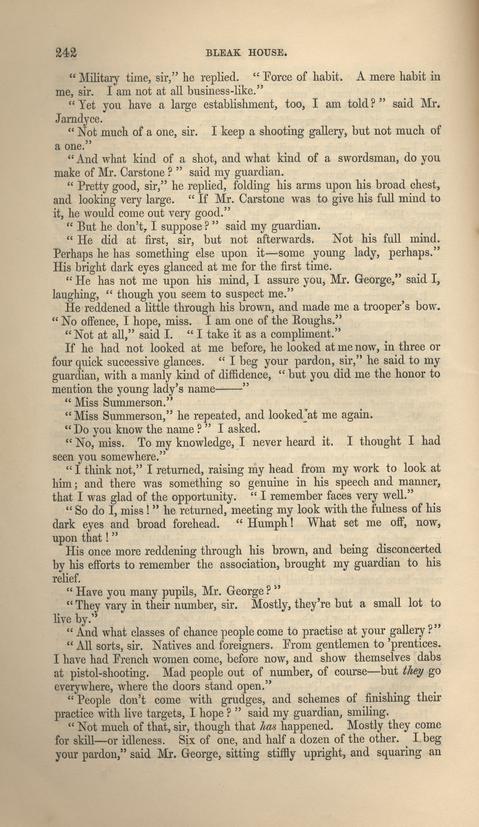 242 BLEAK HOUSE.
“Military time, sir,” he replied. “Force of habit. A mere habit in
me, sir. I am not at all business-like.”
“Yet you have a large establishment, too, I am told?” said Mr.
Jarndyce.
“Not much of a one, sir. I keep a shooting gallery, but not much of
a one.”
“And what kind of a shot, and what kind of a swordsman, do you
make of Mr. Carstone?” said my guardian.
“Pretty good, sir,” he replied, folding his arms upon his broad chest,
and looking very large. “If Mr. Carstone was to give his full mind to
it, he would come out very good.”
“But he don’t, I suppose?” said my guardian.
“He did at first, sir, but not afterwards. Not his full mind.
Perhaps he has something else upon it—some young lady, perhaps.”
His bright dark eyes glanced at me for the first time.
“He has not me upon his mind, I assure you, Mr. George,” said I,
laughing, “though you seem to suspect me.”
He reddened a little through his brown, and made me a trooper’s bow.
“No offence, I hope, miss. I am one of the Roughs.”
“Not at all,” said I. “I take it as a compliment.”
If he had not looked at me before, he looked at me now, in three or
four quick successive glances. “I beg your pardon, sir,” he said to my
guardian, with a manly kind of diffidence, “but you did me the honor to
mention the young lady’s name——”
“Miss Summerson.”
“Miss Summerson,” he repeated, and looked at me again.
“Do you know the name?” I asked.
“No, miss. To my knowledge, I never heard it. I thought I had
seen you somewhere.”
“I think not,” I returned, raising my head from my work to look at
him; and there was something so genuine in his speech and manner,
that I was glad of the opportunity. “I remember faces very well.”
“So do I, miss!” he returned, meeting my look with the fulness of his
dark eyes and broad forehead. “Humph! What set me off, now,
upon that!”
His once more reddening through his brown, and being disconcerted
by his efforts to remember the association, brought my guardian to his
relief.
“Have you many pupils, Mr. George?”
“They vary in their number, sir. Mostly, they’re but a small lot to
live by.”
“And what classes of chance people come to practise at your gallery?”
“All sorts, sir. Natives and foreigners. From gentlemen to ’prentices.
I have had French women come, before now, and show themselves dabs
at pistol-shooting. Mad people out of number, of course—but they go
everywhere, where the doors stand open.”
“People don’t come with grudges, and schemes of finishing their
practice with live targets, I hope?” said my guardian, smiling.
“Not much of that, sir, though that has happened. Mostly they come
for skill—or idleness. Six of one, and half a dozen of the other. I beg
your pardon,” said Mr. George, sitting stiffly upright, and squaring an